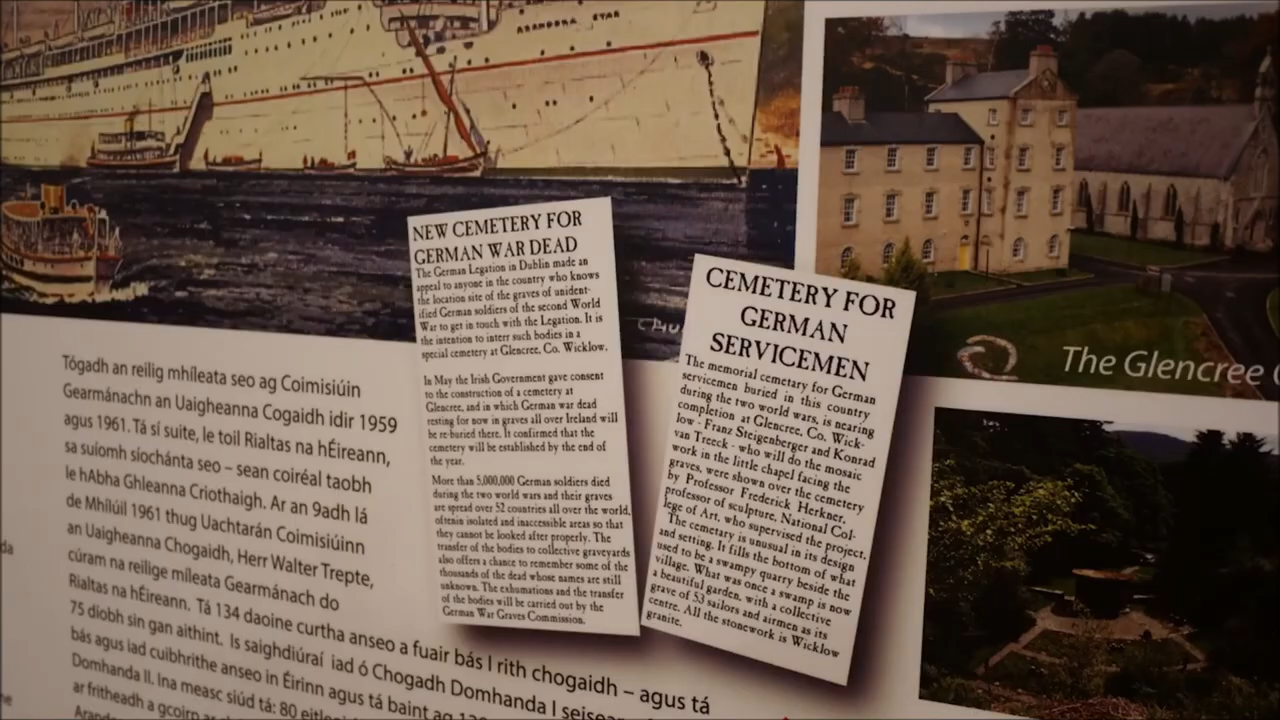 ARANDORA STAR
NEW CEMETERY FOR
GERMAN WAR DEAD
The German Legation in Dublin made an
appeal to anyone in the country who knows
the location site of the graves of unident-
ified German soldiers of the second World
War to get in touch with the Legation. It is
the intention to interr such bodies in a
special cemetery at Glencree, Co. Wicklow.
In May the Irish Government gave consent
to the construction of a cemetery at
Glencree, and in which German war dead
resting for now in graves all over Ireland will
be re-buried there. It confirmed that the
cemetery will be established by the end of
the year.
More than 5,000,000 German soldiers died
during the two world wars and their graves
are spread over 52 countries all over the world,
oftenin isolated and inaccessible areas so that
they cannot be looked after properly. The
transfer of the bodies to collective graveyards
also offers a chance to remember some of the
thousands of the dead whose names are still
unknown. The exhumations and the transfer
of the bodies will be carried out by the
German War Graves Commission.
CEMETERY FOR
GERMAN
SERVICEMEN
The memorial cemetary for German
servicemen buried in this country
during the two world wars, is nearing
completion at Glencree, Co. Wick-
low - Franz Steigenberger and Konrad
van Treeck - who will do the mosaic
work in the little chapel facing the
graves, were shown over the cemetery
by Professor Frederick Herkner,
professor of sculpture, National Col-
lege of Art, who supervised the project.
The cemetery is unusual in its design
and setting. It fills the bottom of what
used to be a swampy quarry beside the
village. What was once a swamp is now
a beautiful garden, with a collective
grave of 53 sailors and airmen as its
centre. All the stonework is Wicklow
granite.
The Glencree
Tógadh an reilig mhíleata seo ag Coimisiúin
Gearmánachn an Uaigheanna Cogaidh idir 1959
agus 1961. Tá sí suite, le toil Rialtas na hÉireann,
sa suíomh síochánta seo – sean coiréal taobh
le hAbha Ghleanna Criothaigh. Ar an 9adh lá
de Mhílúil 1961 thug Uachtarán Coimisiúinn
an Uaigheanna Chogaidh, Herr Walter Trepte,
cúram na reilige míleata Gearmánach do
Rialtas na hÉireann. Tá 134 daoine curtha anseo a fuair bás I rith chogaidh – agus tá
75 díobh sin gan aithint. Is saighdiúraí iad ó Chogadh Domhanda I seisear
bás agus iad cuibhrithe anseo in Éirinn agus tá baint ag
Domhanda II. Ina measc siúd tá: 80
ar fritheadh a gcoirp